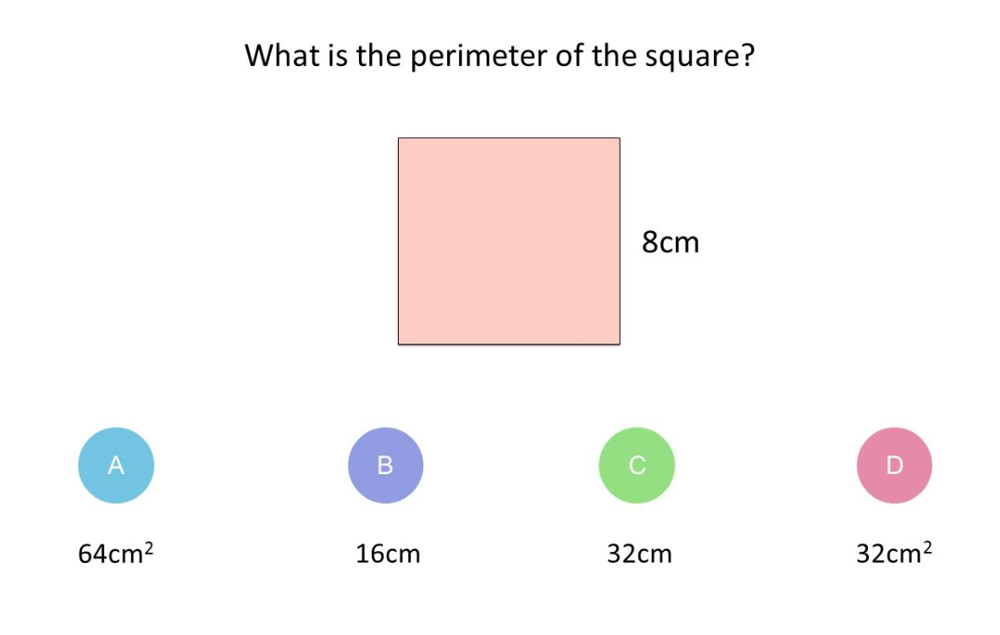 What is the perimeter of the square?
8cm
A B C D
64cm² 16cm 32cm 32cm²